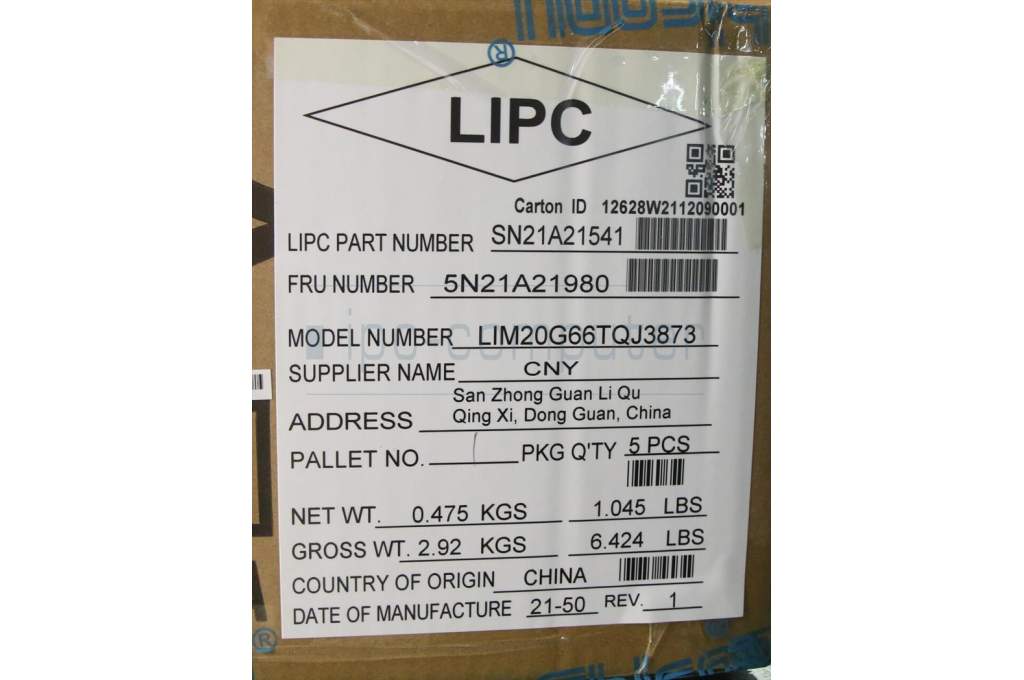 LIPC
Carton ID 12628W2112090001
LIPC PART NUMBER SN21A21541
FRU NUMBER 5N21A21980
ipc computer
MODEL NUMBER LIM20G66TQJ3873
SUPPLIER NAME CNY
San Zhong Guan Li Qu
ADDRESS Qing Xi, Dong Guan, China
PALLET NO. PKG Q'TY 5 PCS
NET WT. 0.475 KGS 1.045 LBS
GROSS WT. 2.92 KGS 6.424 LBS
COUNTRY OF ORIGIN CHINA
DATE OF MANUFACTURE 21-50 REV. 1
®